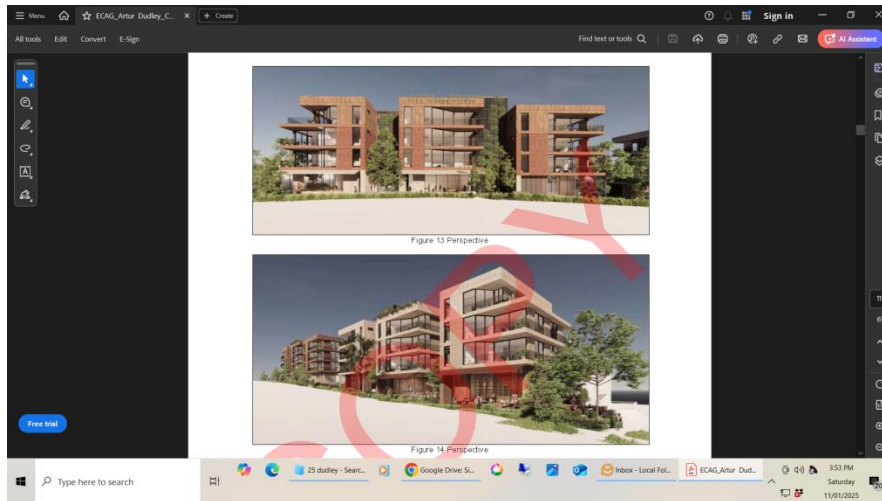 Menu
ECAG_Artur Dudley_C...
Create
Sign in
All tools Edit Convert E-Sign
Find text or tools
AI Assistant
Figure 13 Perspective
Figure 14 Perspective
COPY
11
Free trial
Type here to search
25 dudley - Searc...
Google Drive: Si...
Inbox - Local Fol...
ECAG_Artur Dud...
3:53 PM
Saturday
11/01/2025